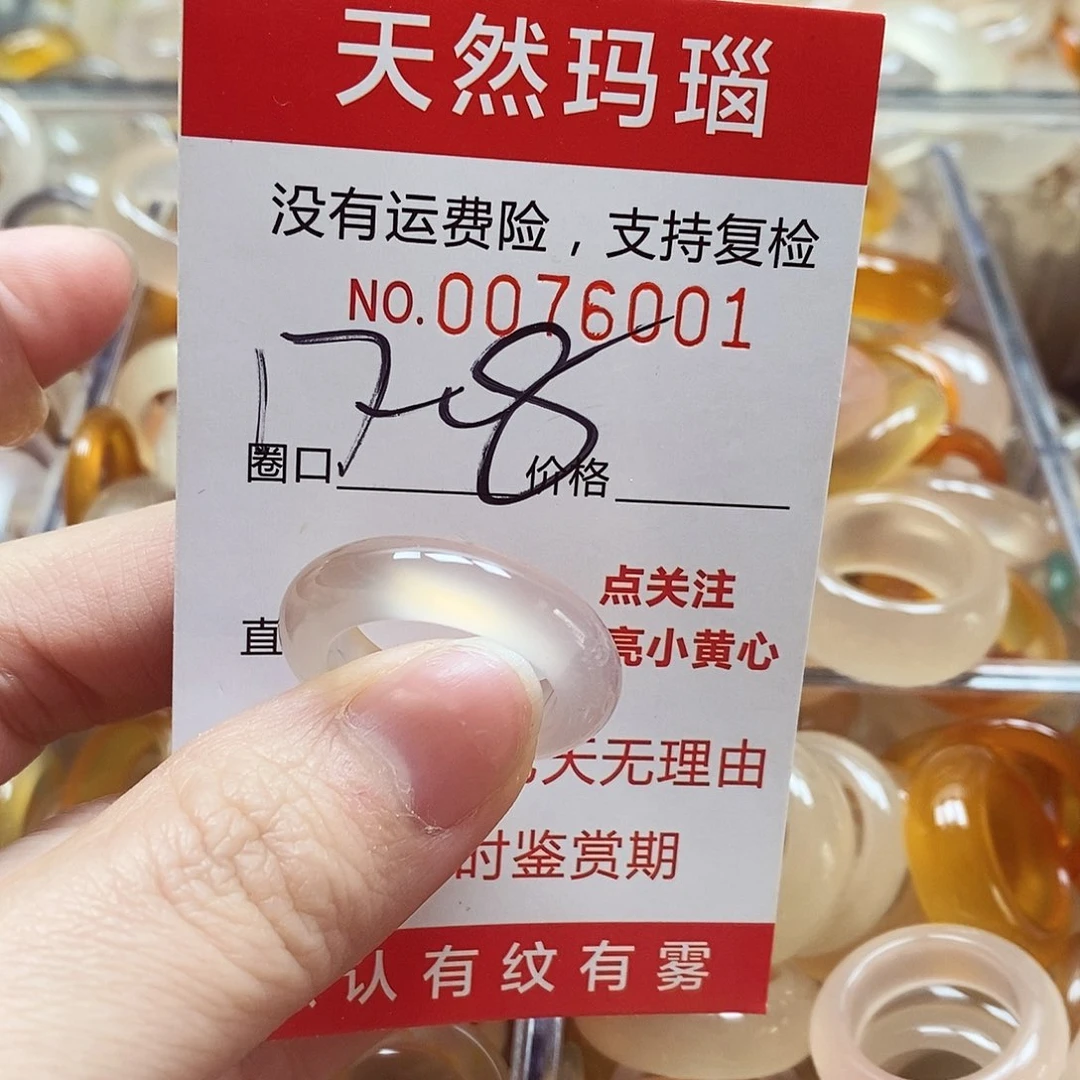 天然玛瑙
没有运费险，支持复检
NO.0076001
17.8
圈口 价格
点关注
直 亮小黄心
天无理由
时鉴赏期
认有纹有雾